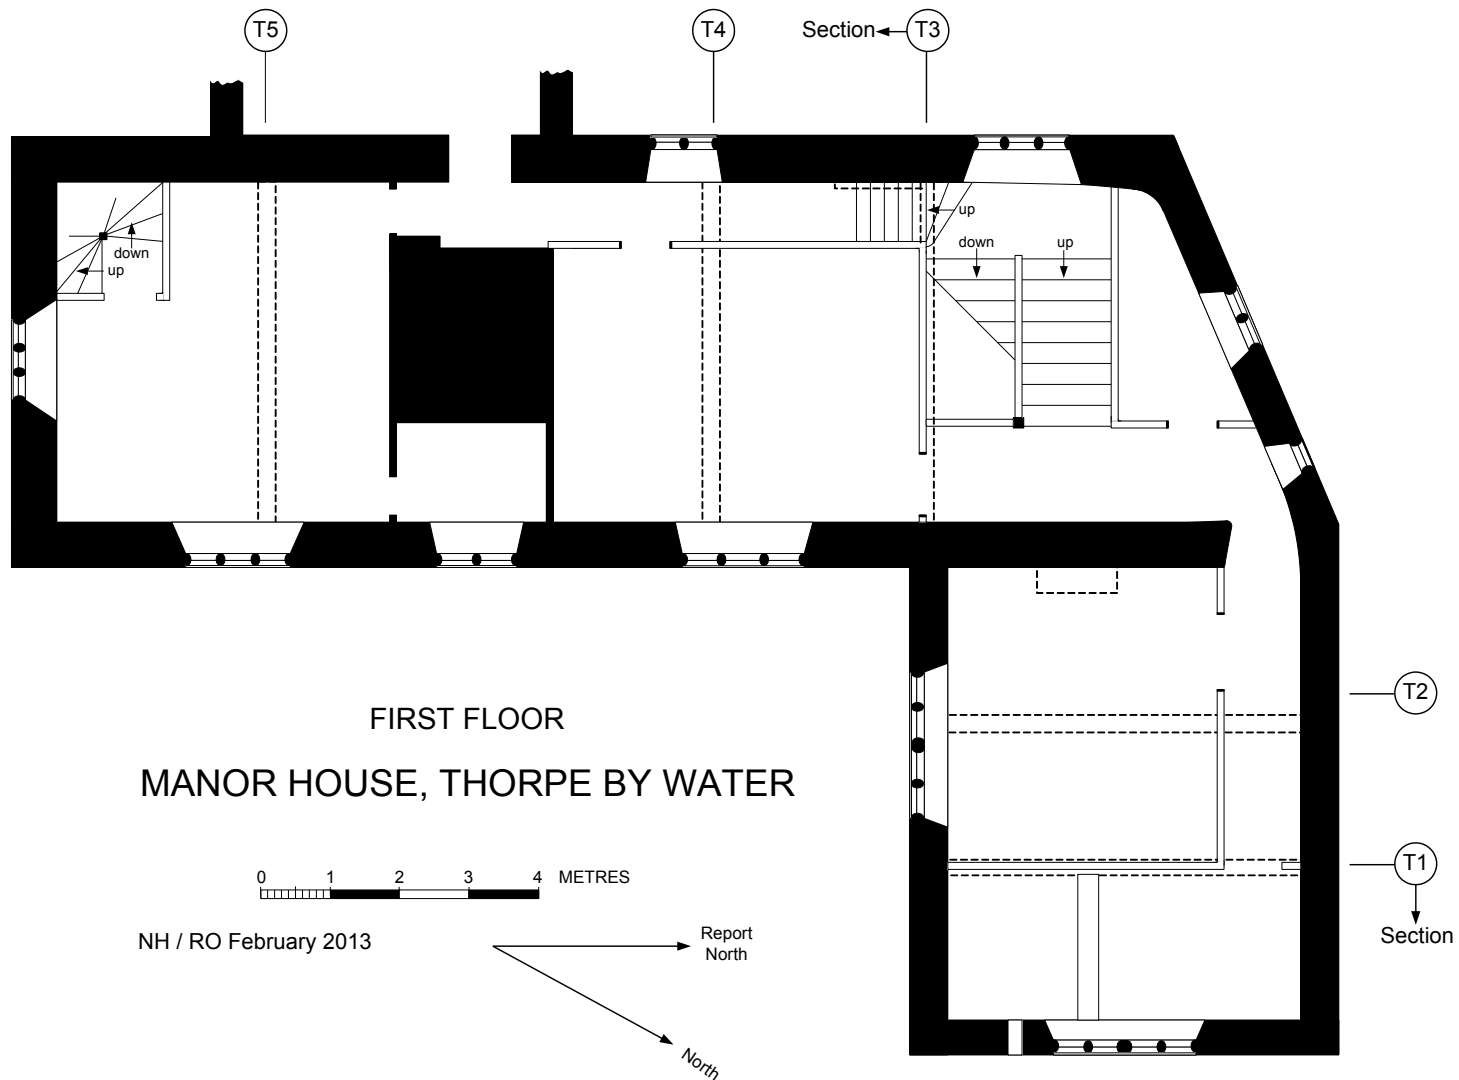 T5
T4
Section T3
up
down up
down
up
T2
FIRST FLOOR
MANOR HOUSE, THORPE BY WATER
T1
0 1 2 3 4 METRES
Section
NH / RO February 2013
Report
North
North